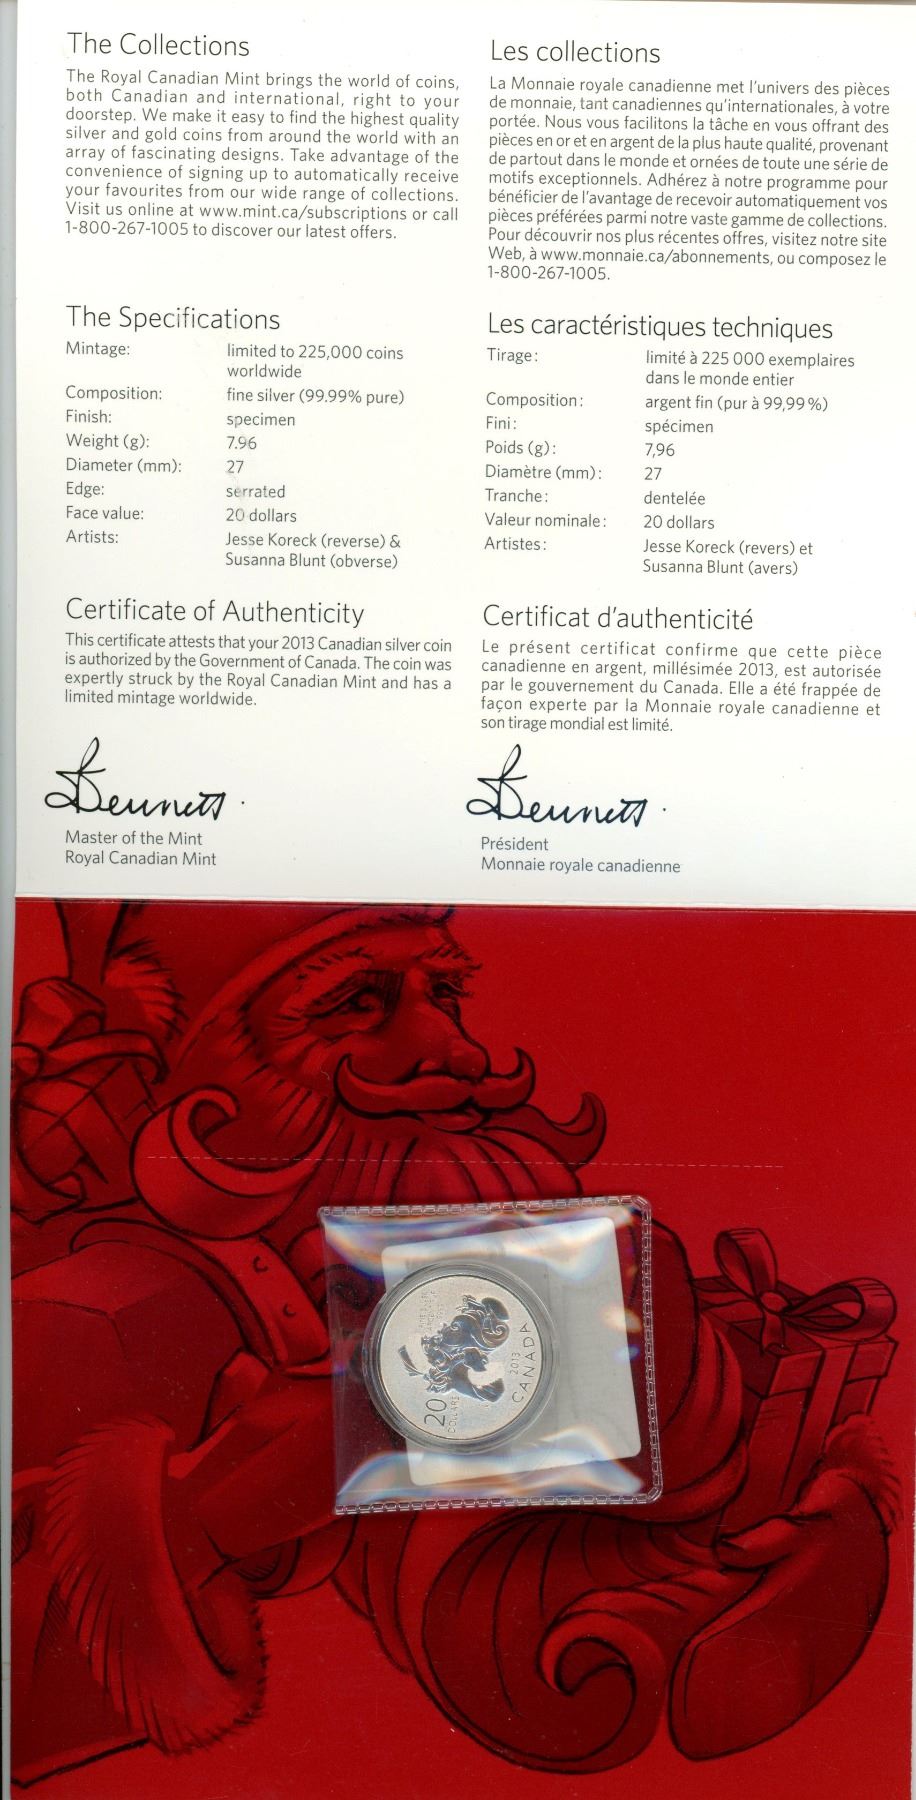 The Collections
The Royal Canadian Mint brings the world of coins,
both Canadian and international, right to your
doorstep. We make it easy to find the highest quality
silver and gold coins from around the world with an
array of fascinating designs. Take advantage of the
convenience of signing up to automatically receive
your favourites from our wide range of collections.
Visit us online at www.mint.ca/subscriptions or call
1-800-267-1005 to discover our latest offers.
The Specifications
Mintage: limited to 225,000 coins
worldwide
Composition: fine silver (99.99% pure)
Finish: specimen
Weight (g): 7.96
Diameter (mm): 27
Edge: serrated
Face value: 20 dollars
Artists: Jesse Koreck (reverse) &
Susanna Blunt (obverse)
Certificate of Authenticity
This certificate attests that your 2013 Canadian silver coin
is authorized by the Government of Canada. The coin was
expertly struck by the Royal Canadian Mint and has a
limited mintage worldwide.
Bennett
Master of the Mint
Royal Canadian Mint
Les collections
La Monnaie royale canadienne met l'univers des pièces
de monnaie, tant canadiennes qu'internationales, à votre
portée. Nous vous facilitons la tâche en vous offrant des
pièces en or et en argent de la plus haute qualité, provenant
de partout dans le monde et ornées de toute une série de
motifs exceptionnels. Adhérez à notre programme pour
bénéficier de l'avantage de recevoir automatiquement vos
pièces préférées parmi notre vaste gamme de collections.
Pour découvrir nos plus récentes offres, visitez notre site
Web, à www.monnaie.ca/abonnements, ou composez le
1-800-267-1005.
Les caractéristiques techniques
Tirage: limité à 225 000 exemplaires
dans le monde entier
Composition: argent fin (pur à 99,99 %)
Fini: spécimen
Poids (g): 7,96
Diamètre (mm): 27
Tranche: dentelée
Valeur nominale: 20 dollars
Artistes: Jesse Koreck (revers) et
Susanna Blunt (avers)
Certificat d'authenticité
Le présent certificat confirme que cette pièce
canadienne en argent, millésimée 2013, est autorisée
par le gouvernement du Canada. Elle a été frappée de
façon experte par la Monnaie royale canadienne et
son tirage mondial est limité.
Bennett
Président
Monnaie royale canadienne
20
DOLLARS
2013
CANADA